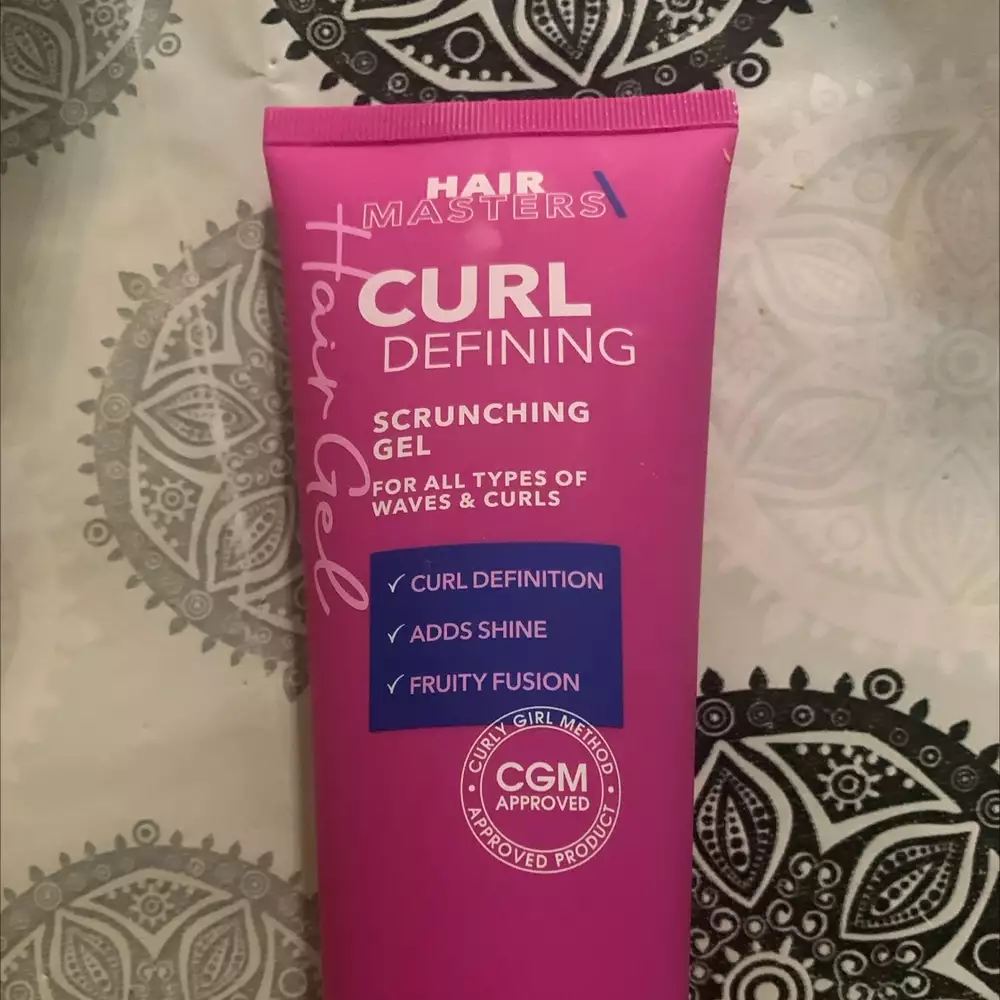 HAIR
MASTERS\
Hair Gel
CURL
DEFINING
SCRUNCHING
GEL
FOR ALL TYPES OF
WAVES & CURLS
✓ CURL DEFINITION
✓ ADDS SHINE
✓ FRUITY FUSION
CURLY GIRL METHOD
CGM
APPROVED
APPROVED PRODUCT